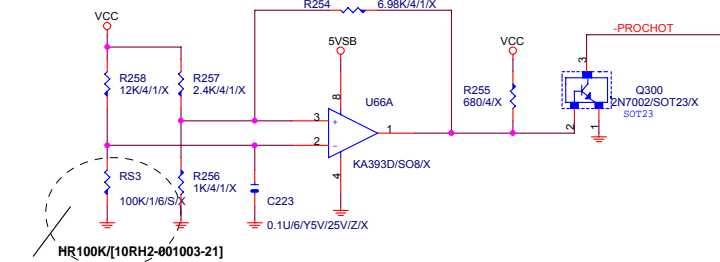 R254
6.98K/4/1/X
-PROCHOT
VCC
5VSB
VCC
3
R258
12K/4/1/X
R257
2.4K/4/1/X
R255
680/4/X
Q300
2N7002/SOT23/X
SOT23
8
U66A
3
+
1
2
-
2
1
KA393D/SO8/X
4
RS3
100K/1/6/S/X
R256
1K/4/1/X
C223
0.1U/6/Y5V/25V/Z/X
HR100K/[10RH2-001003-21]